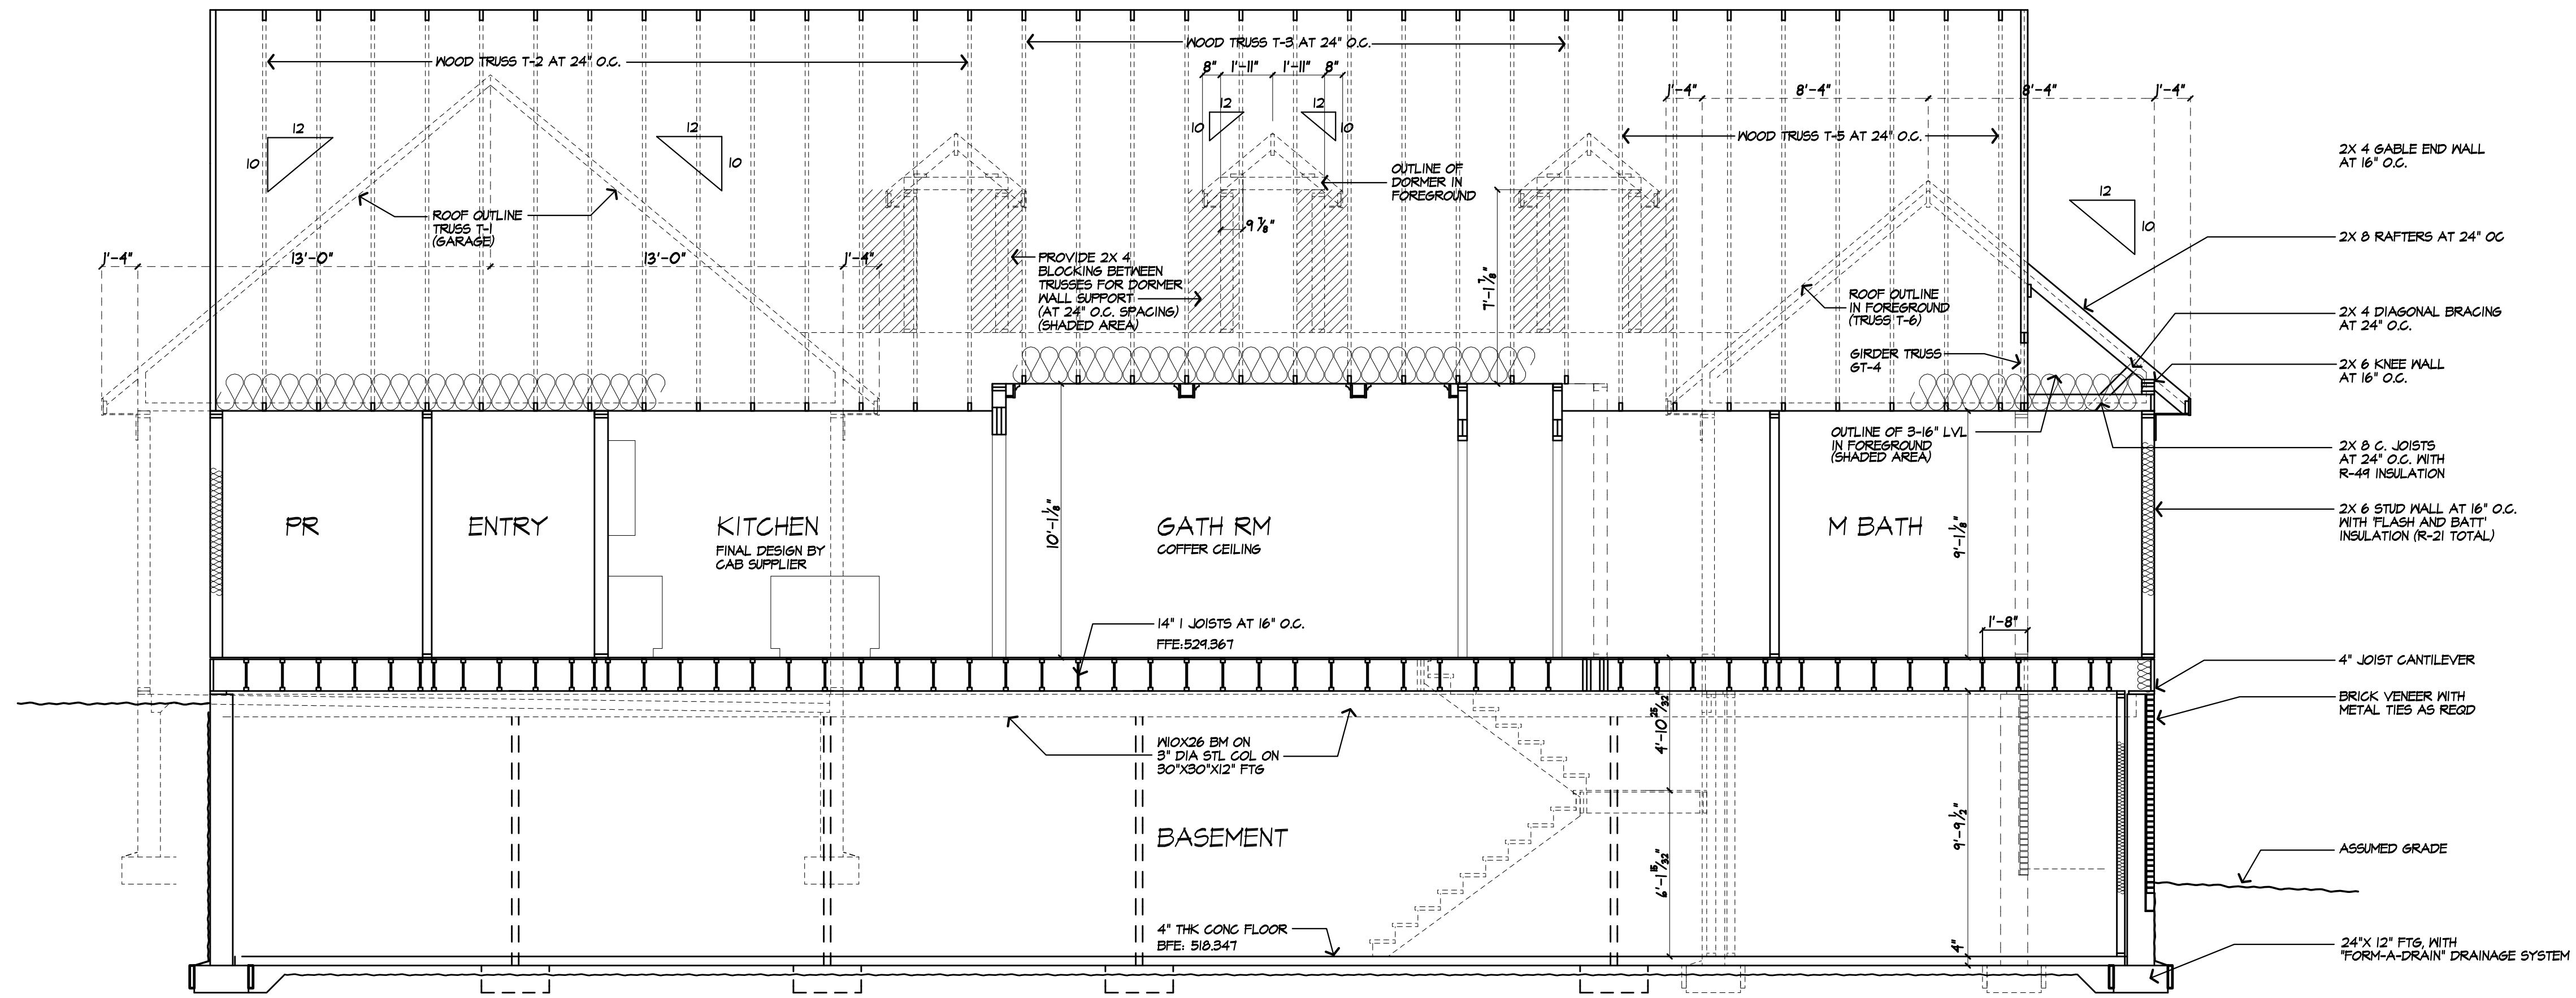 WOOD TRUSS T-2 AT 24" O.C.
WOOD TRUSS T-3 AT 24" O.C.
8" 1'-11" 1'-11" 8"
1'-4" 8'-4" 8'-4" 1'-4"
12
10
12
10
12
10
12
10
WOOD TRUSS T-5 AT 24" O.C.
2X 4 GABLE END WALL
AT 16" O.C.
OUTLINE OF
DORMER IN
FOREGROUND
12
10
ROOF OUTLINE
TRUSS T-1
(GARAGE)
9 7/8"
2X 8 RAFTERS AT 24" OC
1'-4" 13'-0" 13'-0" 1'-4"
PROVIDE 2X 4
BLOCKING BETWEEN
TRUSSES FOR DORMER
WALL SUPPORT
(AT 24" O.C. SPACING)
(SHADED AREA)
7'-1 7/8"
ROOF OUTLINE
IN FOREGROUND
(TRUSS T-6)
2X 4 DIAGONAL BRACING
AT 24" O.C.
GIRDER TRUSS
GT-4
2X 6 KNEE WALL
AT 16" O.C.
OUTLINE OF 3-16" LVL
IN FOREGROUND
(SHADED AREA)
2X 8 C. JOISTS
AT 24" O.C. WITH
R-49 INSULATION
PR
ENTRY
KITCHEN
FINAL DESIGN BY
CAB SUPPLIER
10'-1 1/8"
GATH RM
COFFER CEILING
M BATH
9'-1 1/8"
2X 6 STUD WALL AT 16" O.C.
WITH 'FLASH AND BATT'
INSULATION (R-21 TOTAL)
14" I JOISTS AT 16" O.C.
FFE:529.367
1'-8"
4" JOIST CANTILEVER
BRICK VENEER WITH
METAL TIES AS REQD
W10X26 BM ON
3" DIA STL COL ON
30"X30"X12" FTG
4'-10 25/32"
BASEMENT
6'-1 15/32"
9'-9 1/2"
ASSUMED GRADE
4" THK CONC FLOOR
BFE: 518.347
4"
24"X 12" FTG, WITH
"FORM-A-DRAIN" DRAINAGE SYSTEM